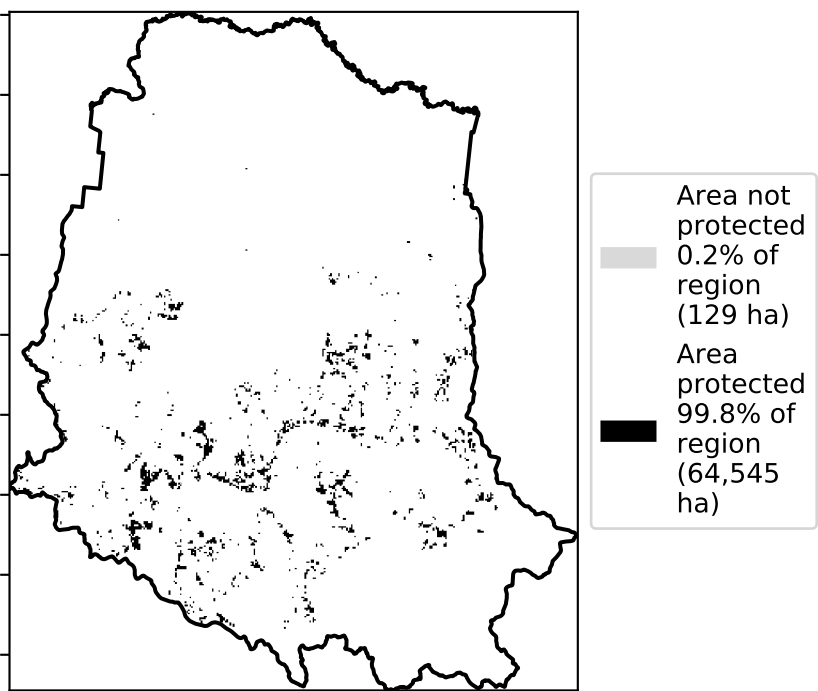 Area not
protected
0.2% of
region
(129 ha)
Area
protected
99.8% of
region
(64,545
ha)